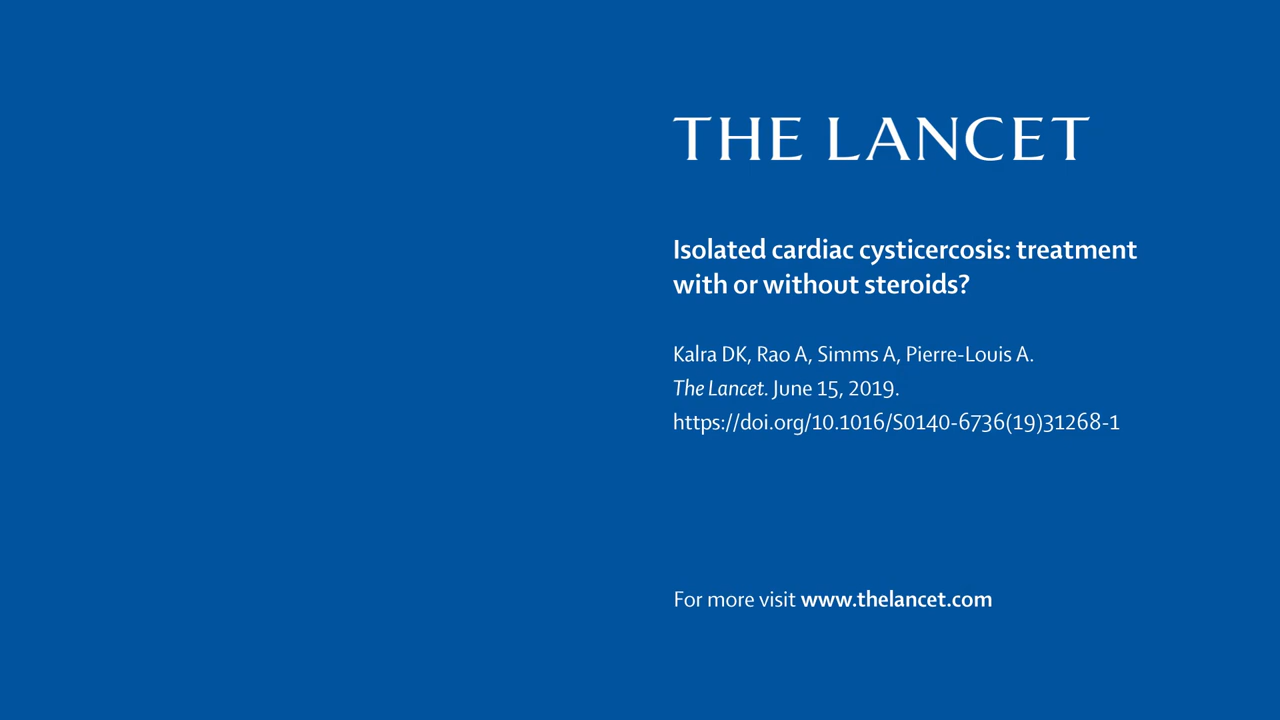 THE LANCET
Isolated cardiac cysticercosis: treatment
with or without steroids?
Kalra DK, Rao A, Simms A, Pierre-Louis A.
The Lancet. June 15, 2019.
https://doi.org/10.1016/S0140-6736(19)31268-1
For more visit www.thelancet.com